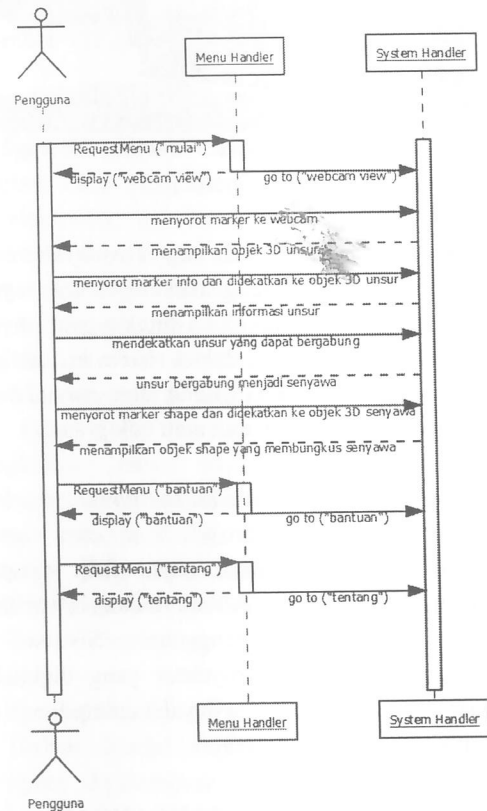 Menu Handler
System Handler
Pengguna
RequestMenu ("mulai")
display ("webcam view")
go to ("webcam view")
menyorot marker ke webcam
menampilkan objek 3D unsur
menyorot marker info dan didekatkan ke objek 3D unsur
menampilkan informasi unsur
mendekatkan unsur yang dapat bergabung
unsur bergabung menjadi senyawa
menyorot marker shape dan didekatkan ke objek 3D senyawa
menampilkan objek shape yang membungkus senyawa
RequestMenu ("bantuan")
display ("bantuan")
go to ("bantuan")
RequestMenu ("tentang")
display ("tentang")
go to ("tentang")
Menu Handler
System Handler
Pengguna